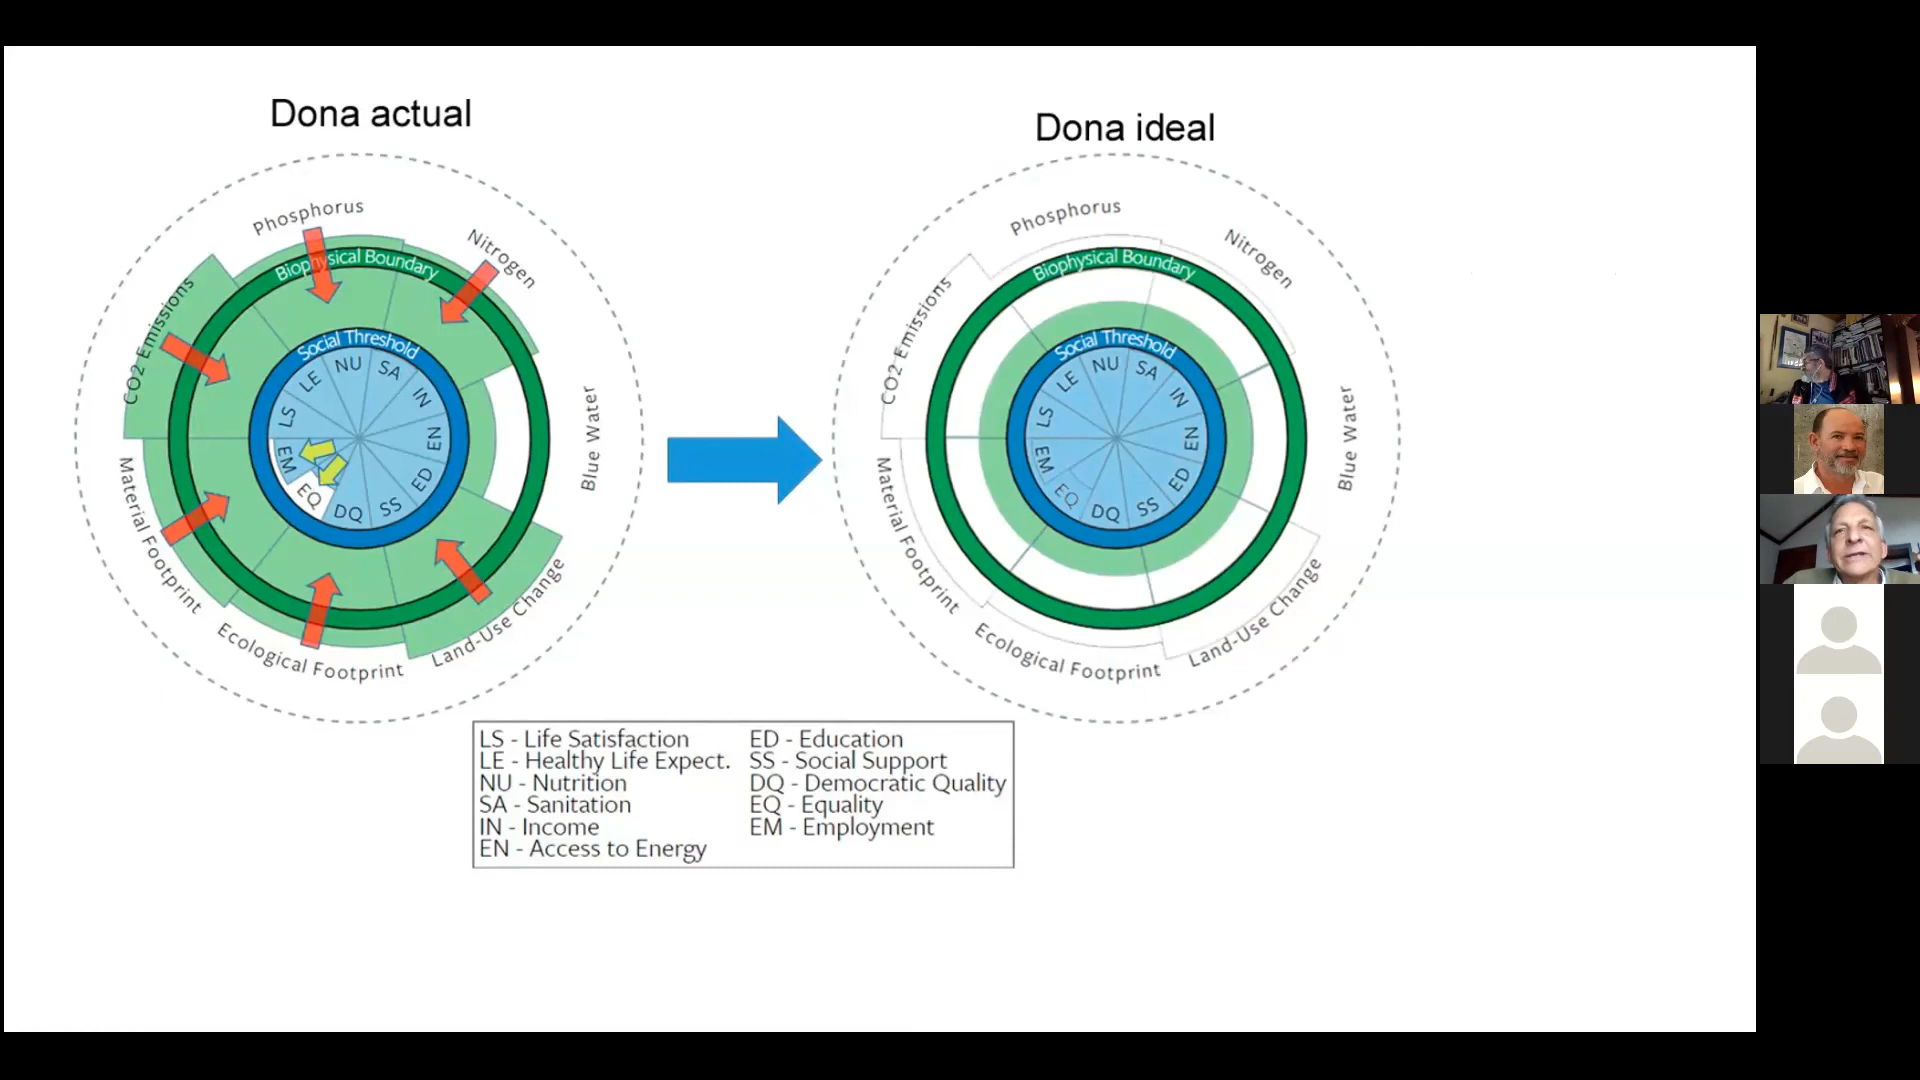 Dona actual
Phosphorus
Nitrogen
CO2 Emissions
Biophysical Boundary
Social Threshold
NU
SA
LE
IN
LS
EN
EM
ED
EQ
DQ
SS
Blue Water
Material Footprint
Ecological Footprint
Land-Use Change
Dona ideal
Phosphorus
Nitrogen
CO2 Emissions
Biophysical Boundary
Social Threshold
NU
SA
LE
IN
LS
EN
EM
ED
EQ
DQ
SS
Blue Water
Material Footprint
Ecological Footprint
Land-Use Change
LS - Life Satisfaction
LE - Healthy Life Expect.
NU - Nutrition
SA - Sanitation
IN - Income
EN - Access to Energy
ED - Education
SS - Social Support
DQ - Democratic Quality
EQ - Equality
EM - Employment